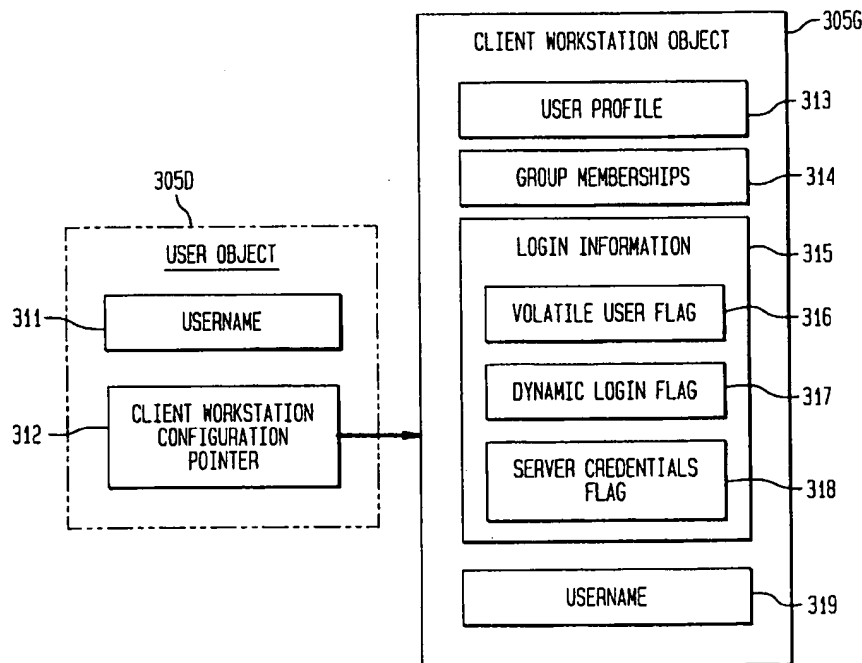 305G
CLIENT WORKSTATION OBJECT
USER PROFILE
313
GROUP MEMBERSHIPS
314
305D
LOGIN INFORMATION
315
USER OBJECT
311
USERNAME
VOLATILE USER FLAG
316
DYNAMIC LOGIN FLAG
317
312
CLIENT WORKSTATION
CONFIGURATION
POINTER
SERVER CREDENTIALS
FLAG
318
USERNAME
319